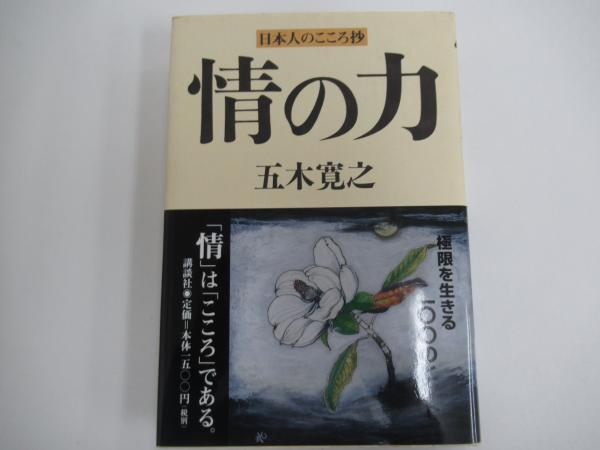 日本人のこころ抄
情の力
五木寛之
極限を生きる
「情」は「こころ」である。
講談社◉定価=本体一五〇〇円(税別)